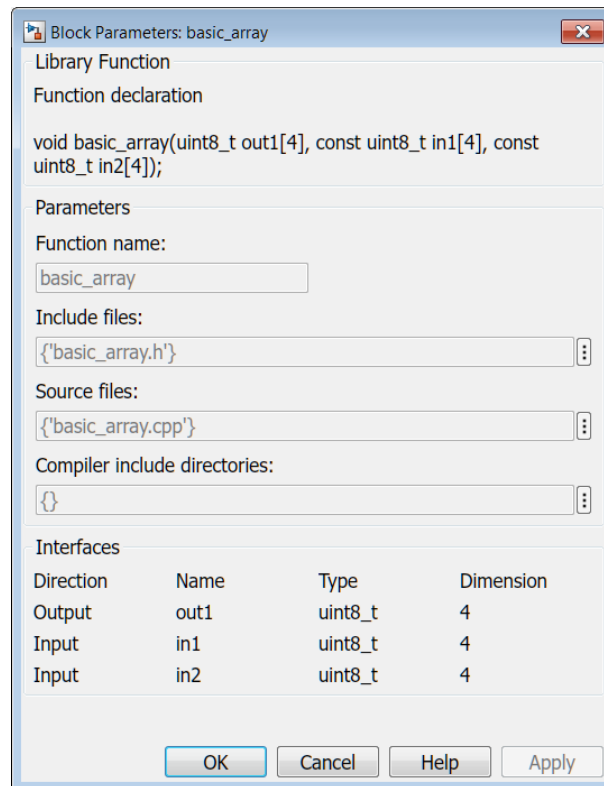 Block Parameters: basic_array
Library Function
Function declaration
void basic_array(uint8_t out1[4], const uint8_t in1[4], const
uint8_t in2[4]);
Parameters
Function name:
basic_array
Include files:
{'basic_array.h'}
Source files:
{'basic_array.cpp'}
Compiler include directories:
{}
Interfaces
Direction Name Type Dimension
Output out1 uint8_t 4
Input in1 uint8_t 4
Input in2 uint8_t 4
OK Cancel Help Apply